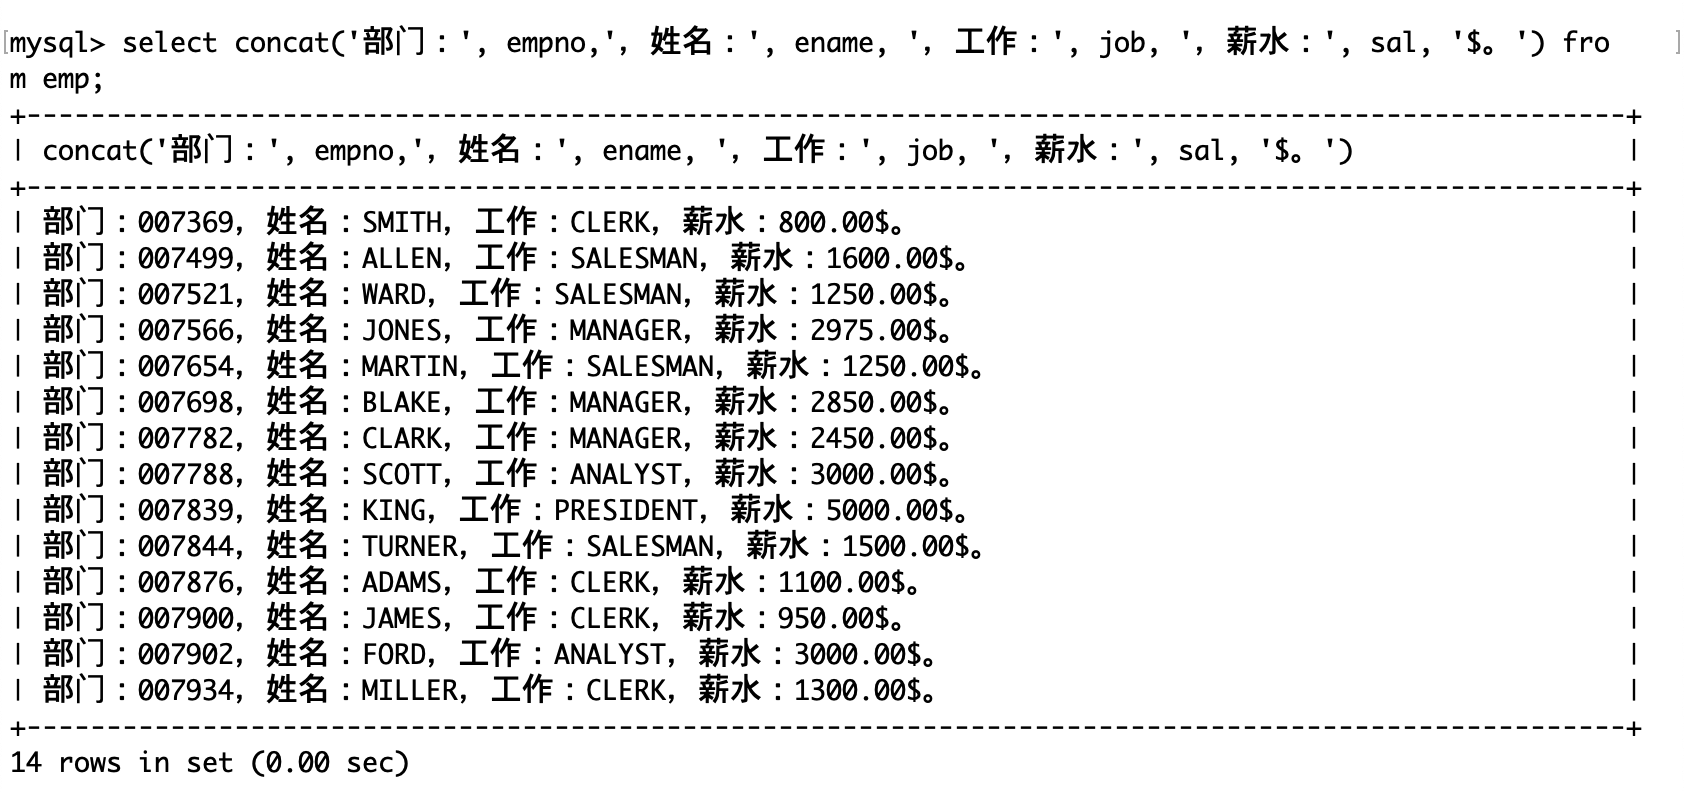 mysql> select concat('部门：', empno,', 姓名：', ename, ', 工作：', job, ', 薪水：', sal, '$。') fro
m emp;
+----------------------------------------------------------------------------------------------------+
| concat('部门：', empno,', 姓名：', ename, ', 工作：', job, ', 薪水：', sal, '$。') |
+----------------------------------------------------------------------------------------------------+
| 部门：007369, 姓名：SMITH, 工作：CLERK, 薪水：800.00$。 |
| 部门：007499, 姓名：ALLEN, 工作：SALESMAN, 薪水：1600.00$。 |
| 部门：007521, 姓名：WARD, 工作：SALESMAN, 薪水：1250.00$。 |
| 部门：007566, 姓名：JONES, 工作：MANAGER, 薪水：2975.00$。 |
| 部门：007654, 姓名：MARTIN, 工作：SALESMAN, 薪水：1250.00$。 |
| 部门：007698, 姓名：BLAKE, 工作：MANAGER, 薪水：2850.00$。 |
| 部门：007782, 姓名：CLARK, 工作：MANAGER, 薪水：2450.00$。 |
| 部门：007788, 姓名：SCOTT, 工作：ANALYST, 薪水：3000.00$。 |
| 部门：007839, 姓名：KING, 工作：PRESIDENT, 薪水：5000.00$。 |
| 部门：007844, 姓名：TURNER, 工作：SALESMAN, 薪水：1500.00$。 |
| 部门：007876, 姓名：ADAMS, 工作：CLERK, 薪水：1100.00$。 |
| 部门：007900, 姓名：JAMES, 工作：CLERK, 薪水：950.00$。 |
| 部门：007902, 姓名：FORD, 工作：ANALYST, 薪水：3000.00$。 |
| 部门：007934, 姓名：MILLER, 工作：CLERK, 薪水：1300.00$。 |
+----------------------------------------------------------------------------------------------------+
14 rows in set (0.00 sec)